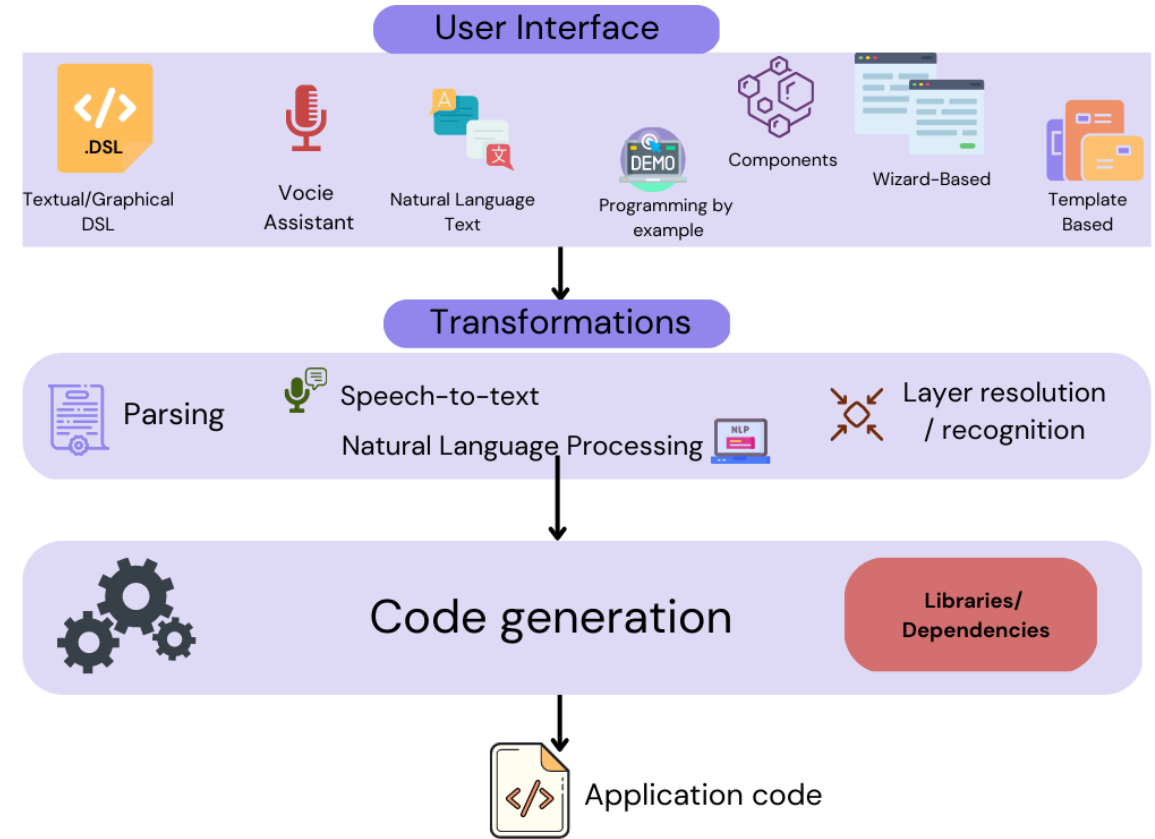 User Interface
</>
.DSL
Textual/Graphical
DSL
Vocie
Assistant
A
文
Natural Language
Text
DEMO
Programming by
example
Components
Wizard-Based
Template
Based
Transformations
Parsing
Speech-to-text
Natural Language Processing
NLP
Layer resolution
/ recognition
Code generation
Libraries/
Dependencies
</>
Application code